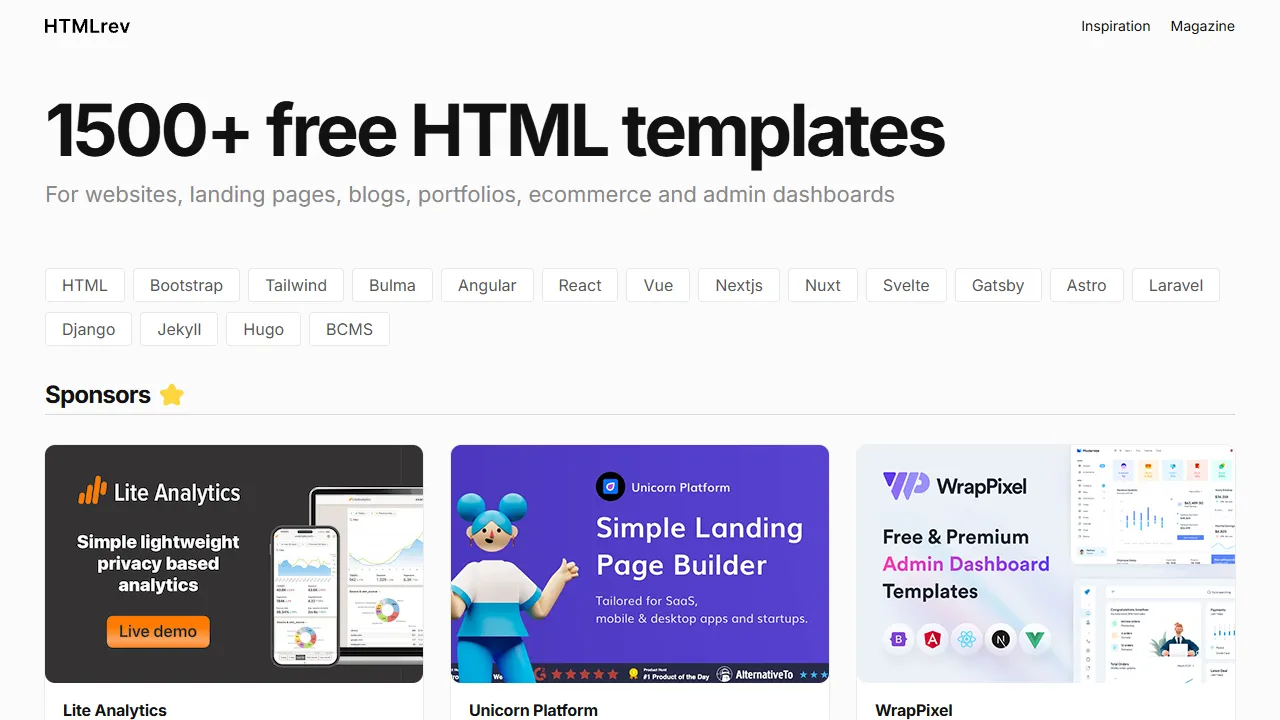 HTMLrev
Inspiration Magazine
1500+ free HTML templates
For websites, landing pages, blogs, portfolios, ecommerce and admin dashboards
HTML Bootstrap Tailwind Bulma Angular React Vue Nextjs Nuxt Svelte Gatsby Astro Laravel
Django Jekyll Hugo BCMS
Sponsors
Lite Analytics
Simple lightweight
privacy based
analytics
Live demo
Unicorn Platform
Simple Landing
Page Builder
Tailored for SaaS,
mobile & desktop apps and startups.
Product Hunt
#1 Product of the Day
AlternativeTo
WrapPixel
Free & Premium
Admin Dashboard
Templates
Lite Analytics
Unicorn Platform
WrapPixel